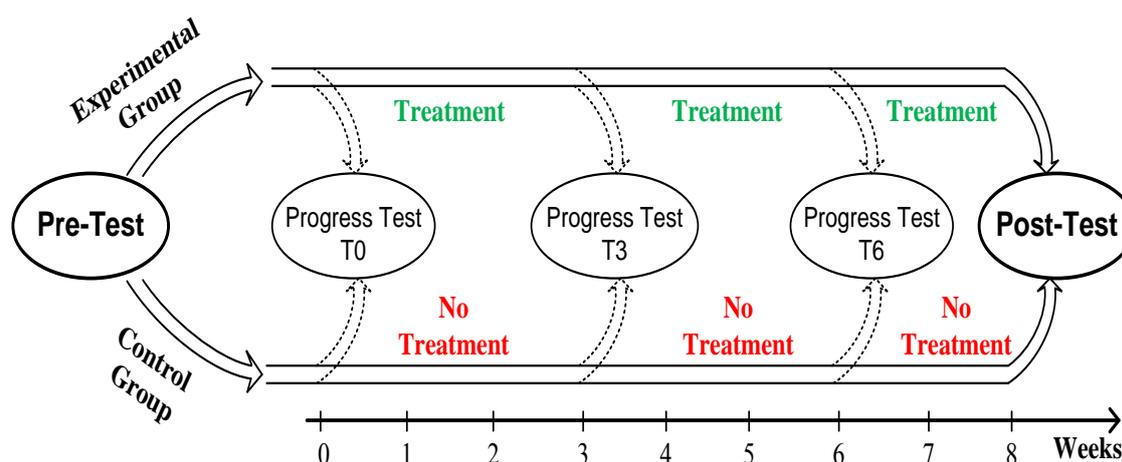 Experimental
Group
Treatment
Treatment
Treatment
Pre-Test
Progress Test
T0
Progress Test
T3
Progress Test
T6
Post-Test
No
Treatment
No
Treatment
No
Treatment
Control
Group
0 1 2 3 4 5 6 7 8 Weeks